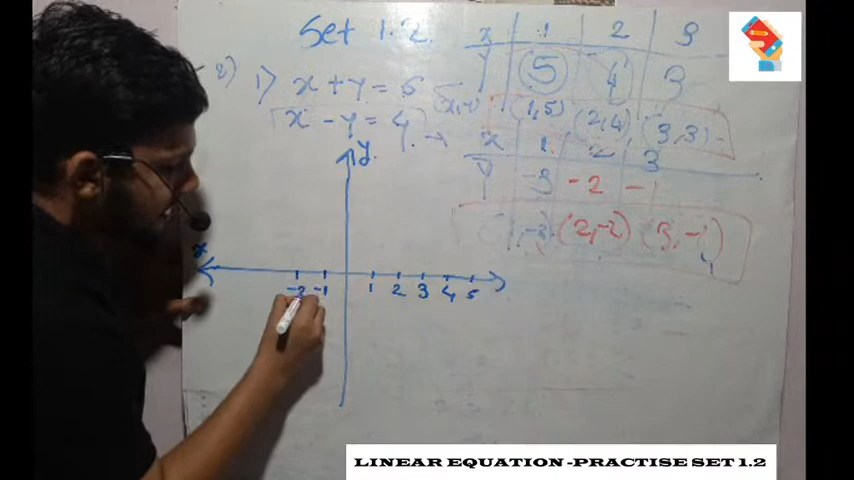 Set 1.2.
2) 1) x + y = 6
x - y = 4 →
(x,y)
x 1 2 3
y 5 4 3
(1,5) (2,4) (3,3)
x 1 2 3
y -3 -2 -1
(1,-3) (2,-2) (3,-1)
y
x
-2 -1 1 2 3 4 5
LINEAR EQUATION -PRACTISE SET 1.2